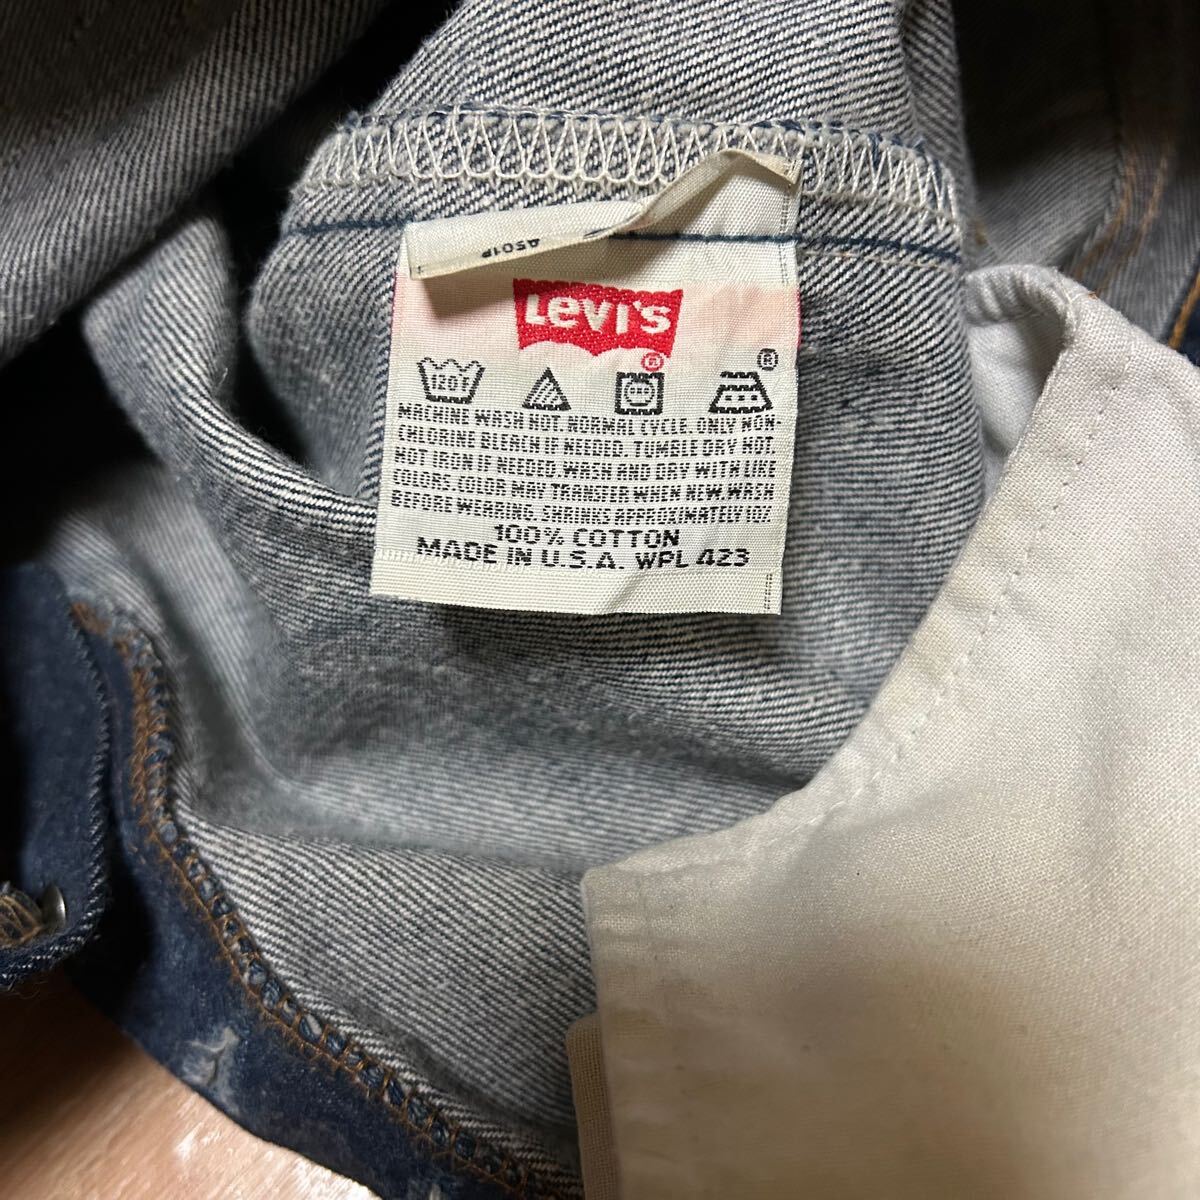 Levi's
®
120F
®
MACHINE WASH HOT. NORMAL CYCLE. ONLY NON-
CHLORINE BLEACH IF NEEDED. TUMBLE DRY HOT.
HOT IRON IF NEEDED. WASH AND DRY WITH LIKE
COLORS. COLOR MAY TRANSFER WHEN NEW. WASH
BEFORE WEARING. SHRINKS APPROXIMATELY 10%
100% COTTON
MADE IN U.S.A. WPL 423